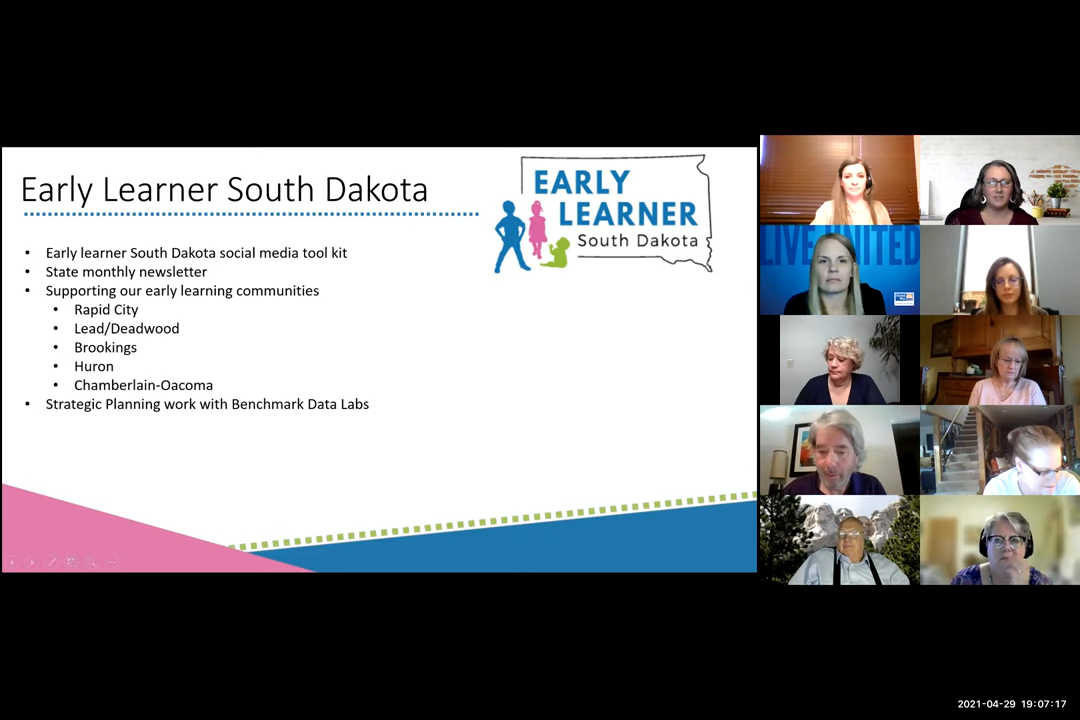 Early Learner South Dakota
EARLY
LEARNER
South Dakota
• Early learner South Dakota social media tool kit
• State monthly newsletter
• Supporting our early learning communities
• Rapid City
• Lead/Deadwood
• Brookings
• Huron
• Chamberlain-Oacoma
• Strategic Planning work with Benchmark Data Labs
LIVE UNITED
2021-04-29 19:07:17